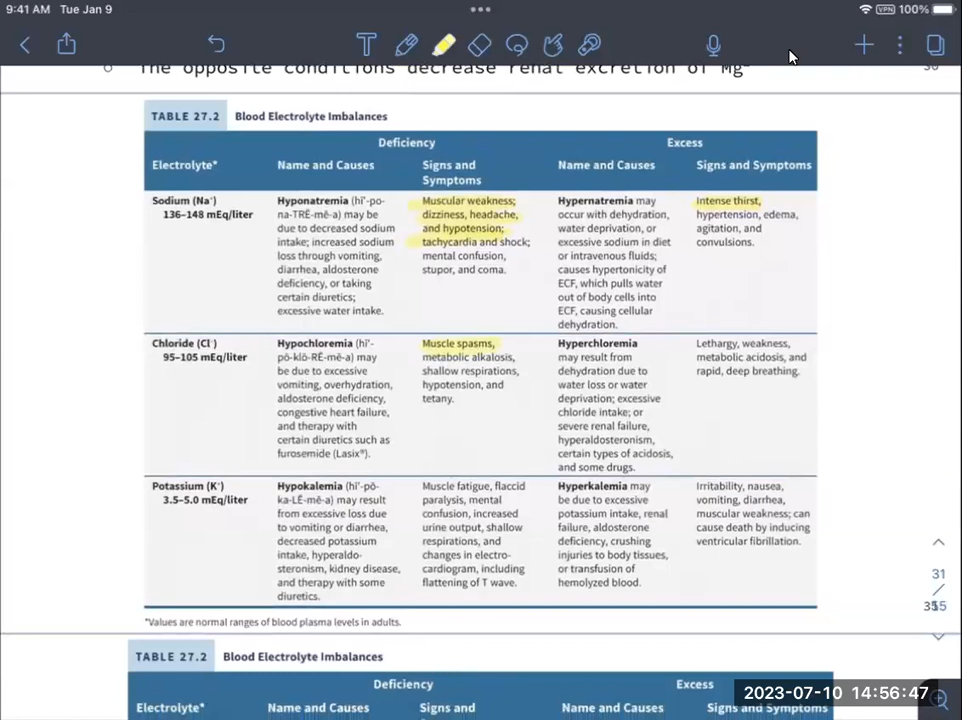 9:41 AM Tue Jan 9
VPN 100%
The opposite conditions decrease renal excretion of Mg
TABLE 27.2 Blood Electrolyte Imbalances
Deficiency Excess
Electrolyte* Name and Causes Signs and Symptoms Name and Causes Signs and Symptoms
Sodium (Na⁺)
136–148 mEq/liter
Hyponatremia (hī′-po-
na-TRĒ-mē-a) may be
due to decreased sodium
intake; increased sodium
loss through vomiting,
diarrhea, aldosterone
deficiency, or taking
certain diuretics;
excessive water intake.
Muscular weakness;
dizziness, headache,
and hypotension;
tachycardia and shock;
mental confusion,
stupor, and coma.
Hypernatremia may
occur with dehydration,
water deprivation, or
excessive sodium in diet
or intravenous fluids;
causes hypertonicity of
ECF, which pulls water
out of body cells into
ECF, causing cellular
dehydration.
Intense thirst,
hypertension, edema,
agitation, and
convulsions.
Chloride (Cl⁻)
95–105 mEq/liter
Hypochloremia (hī′-
pō-klō-RĒ-mē-a) may
be due to excessive
vomiting, overhydration,
aldosterone deficiency,
congestive heart failure,
and therapy with
certain diuretics such as
furosemide (Lasix®).
Muscle spasms,
metabolic alkalosis,
shallow respirations,
hypotension, and
tetany.
Hyperchloremia
may result from
dehydration due to
water loss or water
deprivation; excessive
chloride intake; or
severe renal failure,
hyperaldosteronism,
certain types of acidosis,
and some drugs.
Lethargy, weakness,
metabolic acidosis, and
rapid, deep breathing.
Potassium (K⁺)
3.5–5.0 mEq/liter
Hypokalemia (hī′-pō-
ka-LĒ-mē-a) may result
from excessive loss due
to vomiting or diarrhea,
decreased potassium
intake, hyperaldo-
steronism, kidney disease,
and therapy with some
diuretics.
Muscle fatigue, flaccid
paralysis, mental
confusion, increased
urine output, shallow
respirations, and
changes in electro-
cardiogram, including
flattening of T wave.
Hyperkalemia may
be due to excessive
potassium intake, renal
failure, aldosterone
deficiency, crushing
injuries to body tissues,
or transfusion of
hemolyzed blood.
Irritability, nausea,
vomiting, diarrhea,
muscular weakness; can
cause death by inducing
ventricular fibrillation.
31
/
*Values are normal ranges of blood plasma levels in adults.
TABLE 27.2 Blood Electrolyte Imbalances
Deficiency Excess
Electrolyte* Name and Causes Signs and Name and Causes Signs and Symptoms
2023-07-10 14:56:47